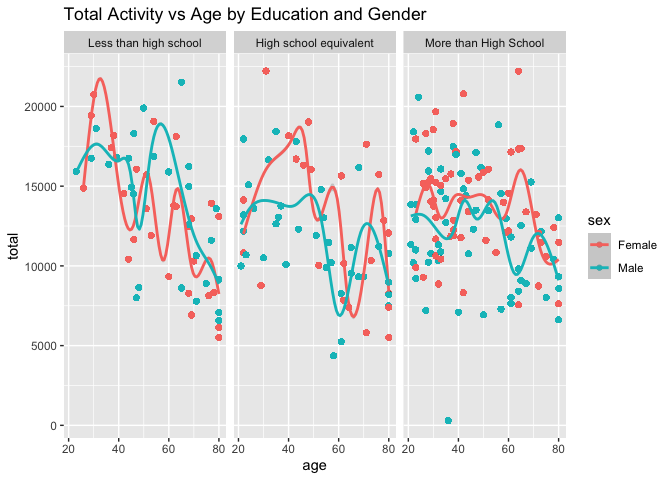 Total Activity vs Age by Education and Gender
Less than high school
High school equivalent
More than High School
20000
15000
10000
5000
0
total
20
40
60
80
20
40
60
80
20
40
60
80
age
sex
Female
Male